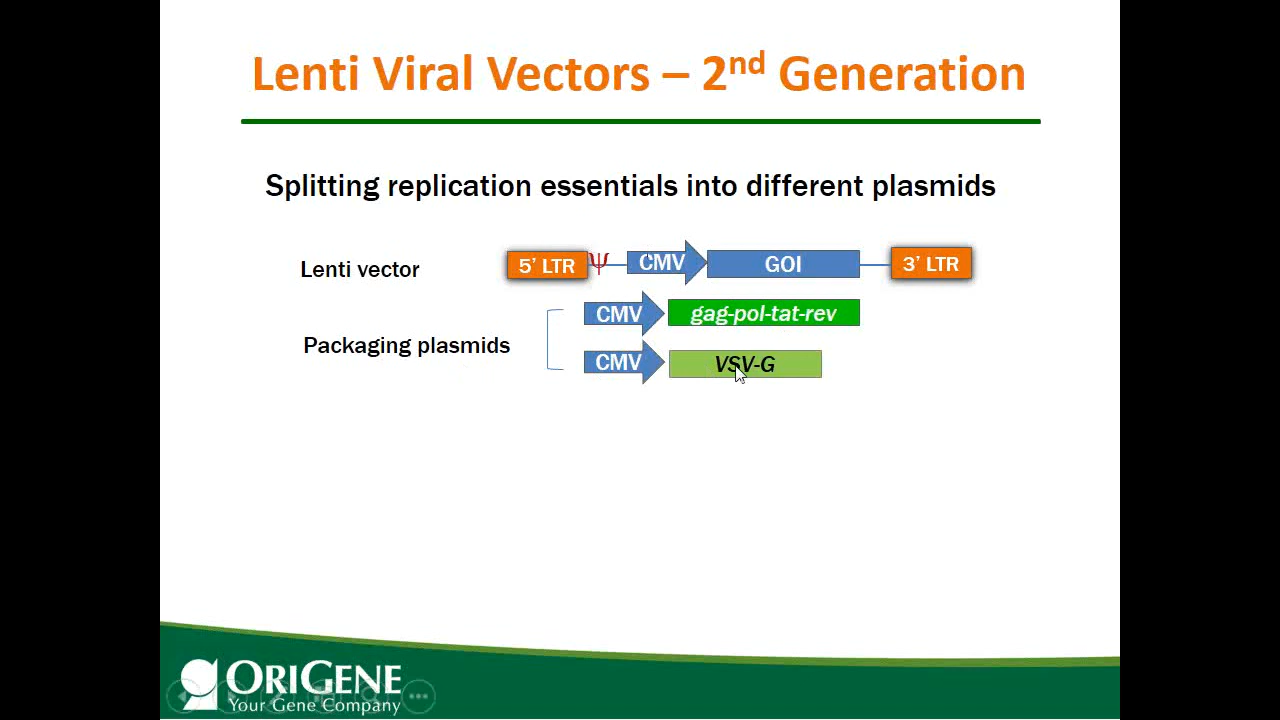 Lenti Viral Vectors – 2nd Generation
Splitting replication essentials into different plasmids
Lenti vector
5’ LTR ψ CMV GOI 3’ LTR
CMV gag-pol-tat-rev
Packaging plasmids
CMV VSV-G
ORIGENE
Your Gene Company